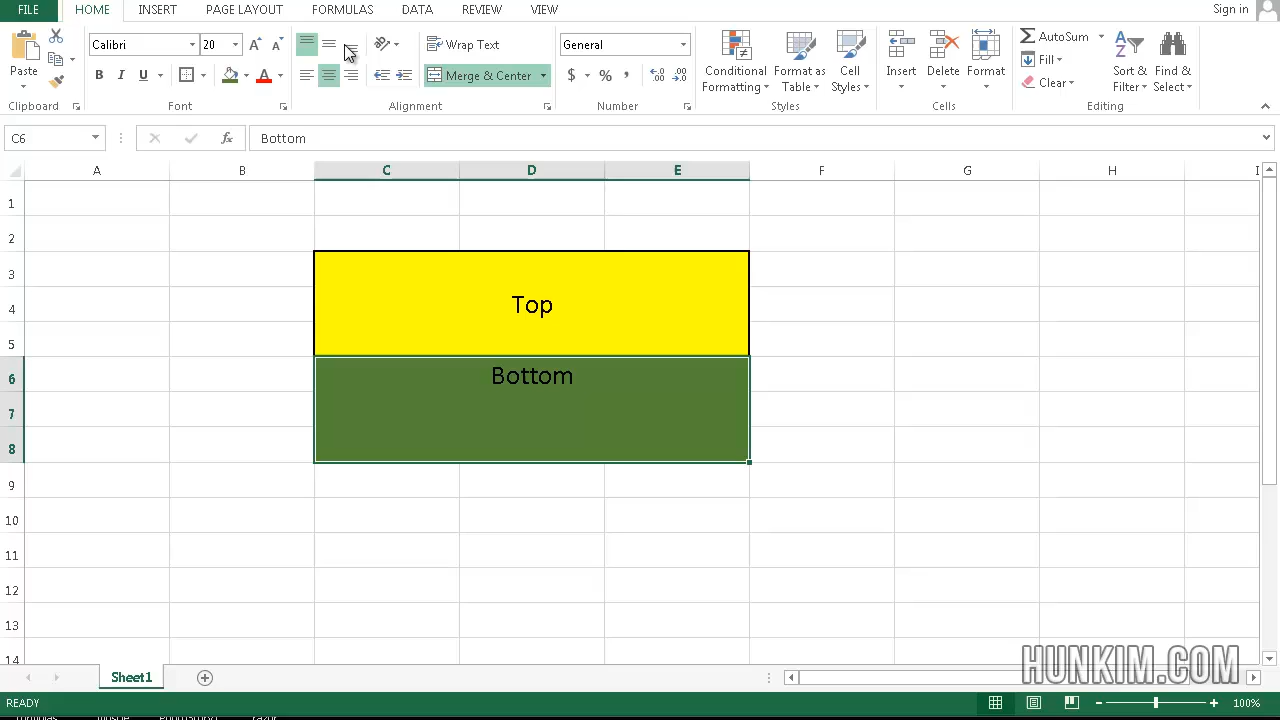 FILE HOME INSERT PAGE LAYOUT FORMULAS DATA REVIEW VIEW Sign in
Calibri 20 Wrap Text General AutoSum
Paste B I U Merge & Center $ % , Conditional Formatting Format as Table Cell Styles Insert Delete Format Fill Sort & Filter Find & Select
Clear
Clipboard Font Alignment Number Styles Cells Editing
C6 fx Bottom
A B C D E F G H I
1
2
3
4 Top
5
6 Bottom
7
8
9
10
11
12
13
14
HUNKIM.COM
Sheet1
READY 100%